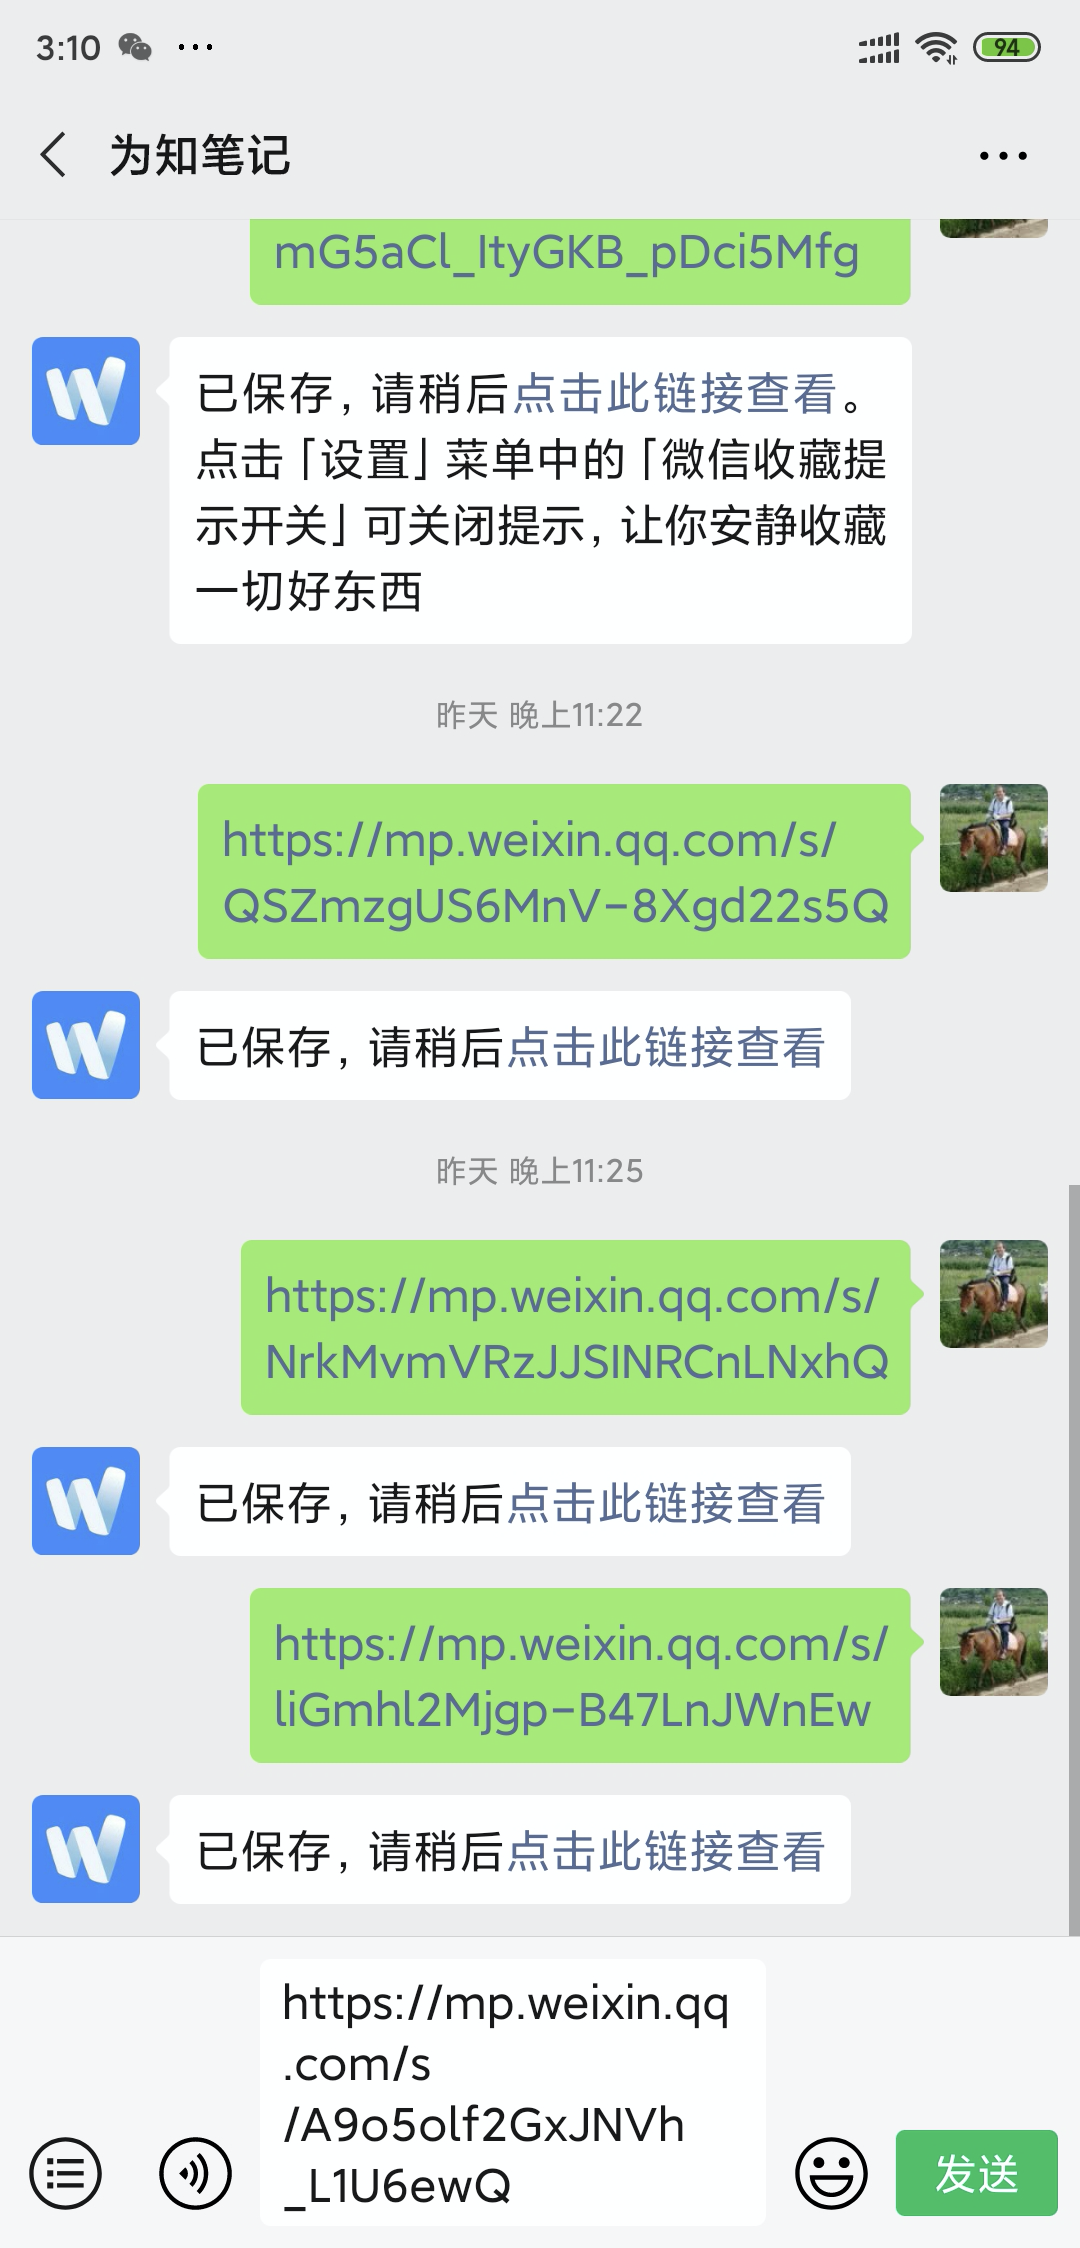 3:10
94
为知笔记
mG5aCl_ItyGKB_pDci5Mfg
已保存，请稍后点击此链接查看。
点击「设置」菜单中的「微信收藏提
示开关」可关闭提示，让你安静收藏
一切好东西
昨天 晚上11:22
https://mp.weixin.qq.com/s/
QSZmzgUS6MnV-8Xgd22s5Q
已保存，请稍后点击此链接查看
昨天 晚上11:25
https://mp.weixin.qq.com/s/
NrkMvmVRzJJSINRCnLNxhQ
已保存，请稍后点击此链接查看
https://mp.weixin.qq.com/s/
liGmhl2Mjgp-B47LnJWnEw
已保存，请稍后点击此链接查看
https://mp.weixin.qq
.com/s
/A9o5olf2GxJNVh
_L1U6ewQ
发送